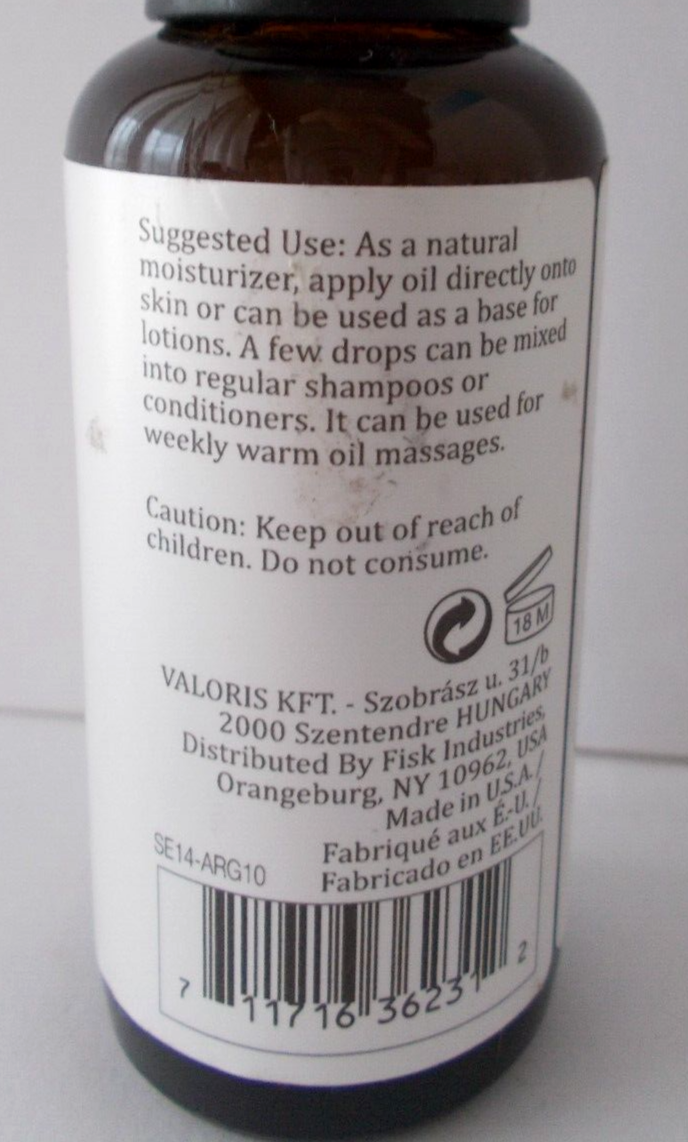 Suggested Use: As a natural
moisturizer, apply oil directly onto
skin or can be used as a base for
lotions. A few drops can be mixed
into regular shampoos or
conditioners. It can be used for
weekly warm oil massages.
Caution: Keep out of reach of
children. Do not consume.
18 M
VALORIS KFT. - Szobrász u. 31/b
2000 Szentendre HUNGARY
Distributed By Fisk Industries,
Orangeburg, NY 10962, USA
Made in U.S.A./
Fabriqué aux É.-U./
Fabricado en EE.UU.
SE14-ARG10
7 11716 36231 2